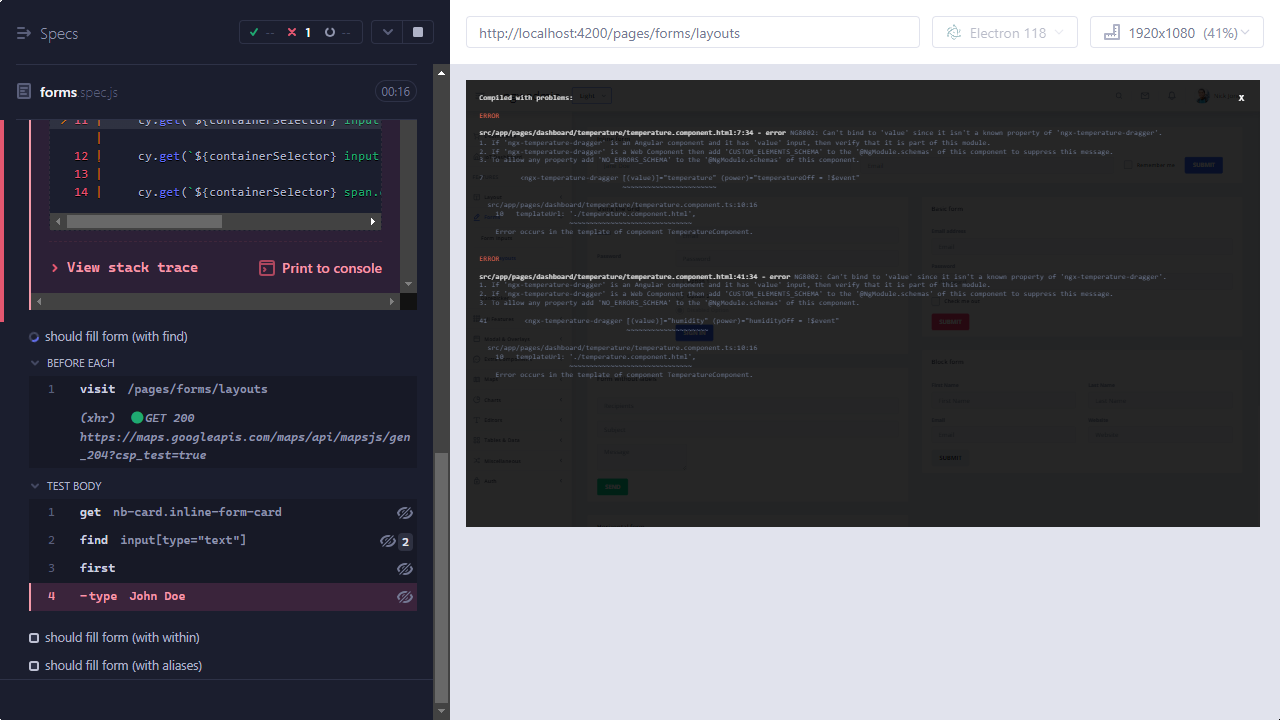 Specs
--
1
--
http://localhost:4200/pages/forms/layouts
Electron 118
1920x1080 (41%)
forms.spec.js
00:16
> 11 | cy.get(`${containerSelector} input
|
12 | cy.get(`${containerSelector} input
13 |
14 | cy.get(`${containerSelector} span.
View stack trace
Print to console
should fill form (with find)
BEFORE EACH
1 visit /pages/forms/layouts
(xhr) GET 200
https://maps.googleapis.com/maps/api/mapsjs/gen
_204?csp_test=true
TEST BODY
1 get nb-card.inline-form-card
2 find input[type="text"] 2
3 first
4 -type John Doe
should fill form (with within)
should fill form (with aliases)
Compiled with problems:
X
ERROR
src/app/pages/dashboard/temperature/temperature.component.html:7:34 - error NG8002: Can't bind to 'value' since it isn't a known property of 'ngx-temperature-dragger'.
1. If 'ngx-temperature-dragger' is an Angular component and it has 'value' input, then verify that it is part of this module.
2. If 'ngx-temperature-dragger' is a Web Component then add 'CUSTOM_ELEMENTS_SCHEMA' to the '@NgModule.schemas' of this component to suppress this message.
3. To allow any property add 'NO_ERRORS_SCHEMA' to the '@NgModule.schemas' of this component.
7 <ngx-temperature-dragger [(value)]="temperature" (power)="temperatureOff = !$event"
~~~~~~~~~~~~~~~~~~~~~~~
src/app/pages/dashboard/temperature/temperature.component.ts:10:16
10 templateUrl: './temperature.component.html',
~~~~~~~~~~~~~~~~~~~~~~~~~~~~~~
Error occurs in the template of component TemperatureComponent.
ERROR
src/app/pages/dashboard/temperature/temperature.component.html:41:34 - error NG8002: Can't bind to 'value' since it isn't a known property of 'ngx-temperature-dragger'.
1. If 'ngx-temperature-dragger' is an Angular component and it has 'value' input, then verify that it is part of this module.
2. If 'ngx-temperature-dragger' is a Web Component then add 'CUSTOM_ELEMENTS_SCHEMA' to the '@NgModule.schemas' of this component to suppress this message.
3. To allow any property add 'NO_ERRORS_SCHEMA' to the '@NgModule.schemas' of this component.
41 <ngx-temperature-dragger [(value)]="humidity" (power)="humidityOff = !$event"
~~~~~~~~~~~~~~~~~~~~
src/app/pages/dashboard/temperature/temperature.component.ts:10:16
10 templateUrl: './temperature.component.html',
~~~~~~~~~~~~~~~~~~~~~~~~~~~~~~
Error occurs in the template of component TemperatureComponent.
SUBMIT
SUBMIT
SUBMIT